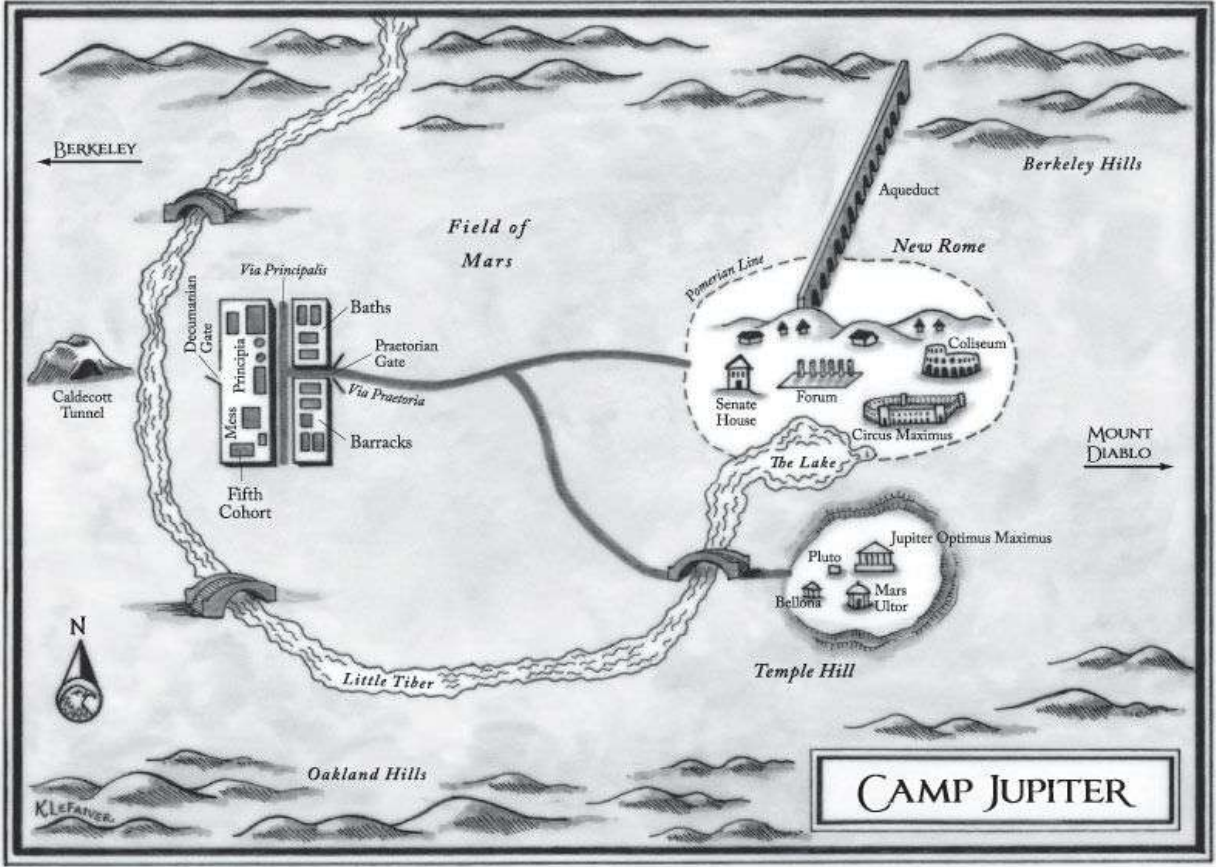 BERKELEY
Berkeley Hills
Aqueduct
Field of
Mars
New Rome
Pomerian Line
Via Principalis
Decumanian
Gate
Baths
Principia
Praetorian
Gate
Coliseum
Caldecott
Tunnel
Via Praetoria
Senate
House
Forum
Mess
Barracks
Circus Maximus
MOUNT
DIABLO
The Lake
Fifth
Cohort
Jupiter Optimus Maximus
Pluto
Bellona
Mars
Ultor
N
Little Tiber
Temple Hill
Oakland Hills
CAMP JUPITER
K.LEFAIVER.